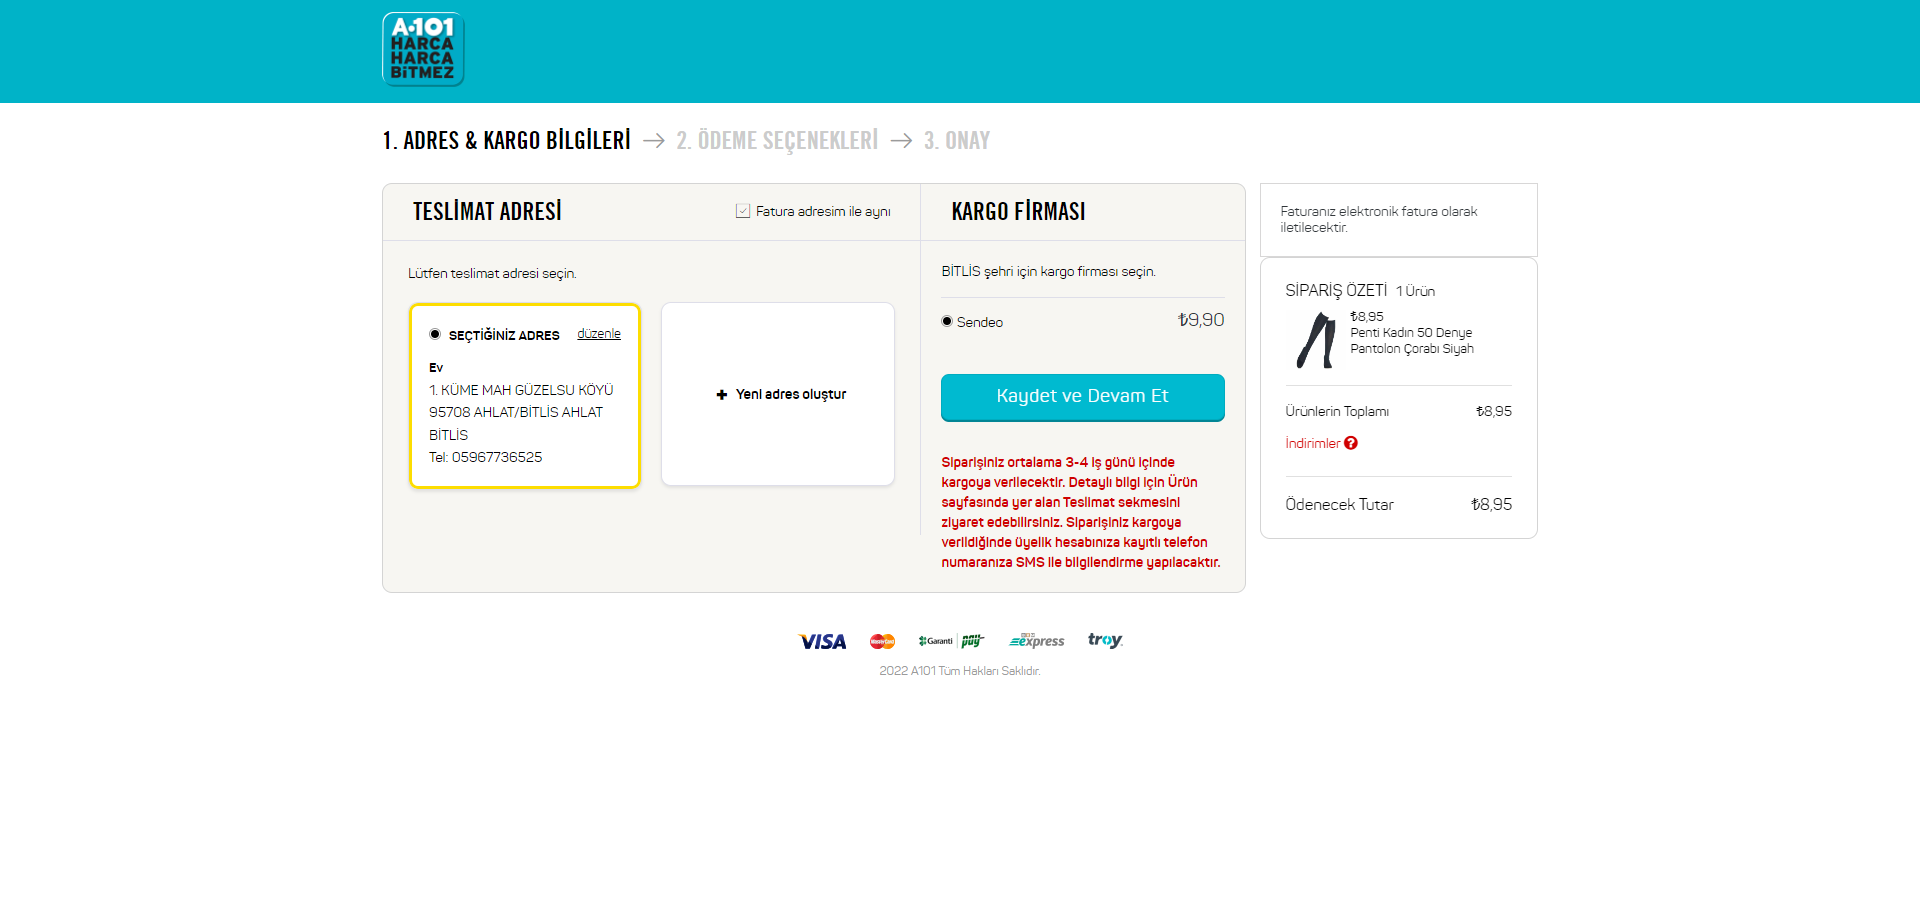 A·101
HARCA
HARCA
BİTMEZ
1. ADRES & KARGO BİLGİLERİ → 2. ÖDEME SEÇENEKLERİ → 3. ONAY
TESLİMAT ADRESİ
Fatura adresim ile aynı
Lütfen teslimat adresi seçin.
SEÇTİĞİNİZ ADRES düzenle
Ev
1. KÜME MAH GÜZELSU KÖYÜ
95708 AHLAT/BİTLİS AHLAT
BİTLİS
Tel: 05967736525
+ Yeni adres oluştur
KARGO FİRMASI
BİTLİS şehri için kargo firması seçin.
Sendeo ₺9,90
Kaydet ve Devam Et
Siparişiniz ortalama 3-4 iş günü içinde
kargoya verilecektir. Detaylı bilgi için Ürün
sayfasında yer alan Teslimat sekmesini
ziyaret edebilirsiniz. Siparişiniz kargoya
verildiğinde üyelik hesabınıza kayıtlı telefon
numaranıza SMS ile bilgilendirme yapılacaktır.
Faturanız elektronik fatura olarak
iletilecektir.
SİPARİŞ ÖZETİ 1 Ürün
₺8,95
Penti Kadın 50 Denye
Pantolon Çorabı Siyah
Ürünlerin Toplamı ₺8,95
İndirimler ?
Ödenecek Tutar ₺8,95
VISA MasterCard Garanti pay express troy
2022 A101 Tüm Hakları Saklıdır.